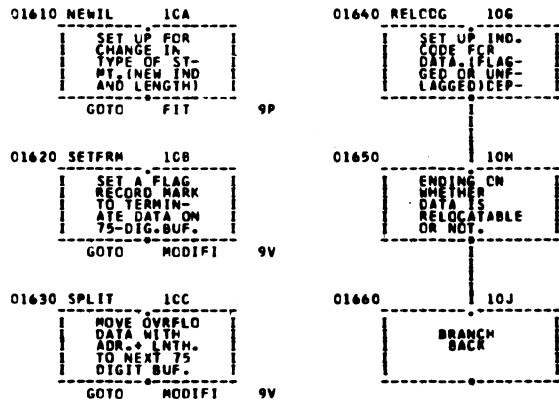 01610 NEWIL 10A
SET UP FOR
CHANGE IN
TYPE OF ST-
MT.(NEW IND
AND LENGTH)
GOTO FIT 9P
01620 SETFRM 10B
SET A FLAG
RECORD MARK
TO TERMIN-
ATE DATA ON
75-DIG.BUF.
GOTO MODIFI 9V
01630 SPLIT 10C
MOVE OVRFLO
DATA WITH
ADR.+ LNTH.
TO NEXT 75
DIGIT BUF.
GOTO MODIFI 9V
01640 RELCDG 10G
SET UP IND.
CODE FOR
DATA.(FLAG-
GED OR UNF-
LAGGED)DEP-
01650 10H
ENDING ON
WHETHER
DATA IS
RELOCATABLE
OR NOT.
01660 10J
BRANCH
BACK